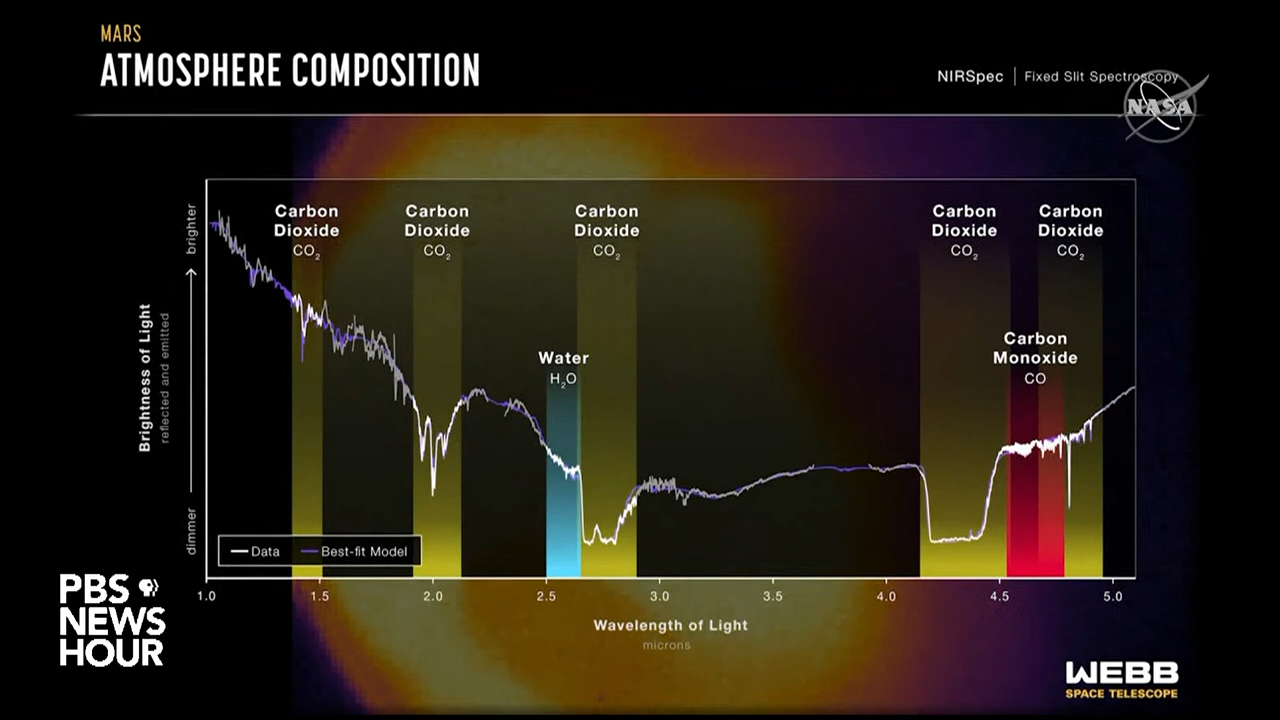 MARS
ATMOSPHERE COMPOSITION
NIRSpec | Fixed Slit Spectroscopy
NASA
Carbon Dioxide CO₂
Carbon Dioxide CO₂
Carbon Dioxide CO₂
Carbon Dioxide CO₂
Carbon Dioxide CO₂
Water H₂O
Carbon Monoxide CO
brighter
Brightness of Light
reflected and emitted
dimmer
Data
Best-fit Model
1.0 1.5 2.0 2.5 3.0 3.5 4.0 4.5 5.0
Wavelength of Light
microns
PBS
NEWS
HOUR
WEBB
SPACE TELESCOPE